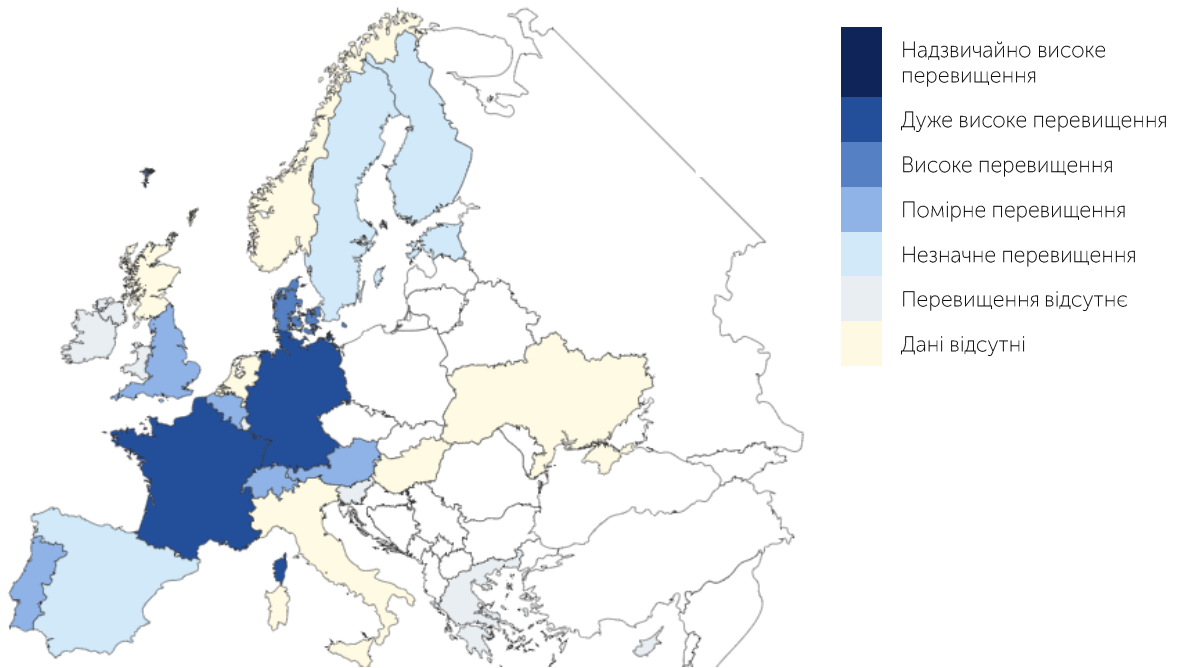 Надзвичайно високе
перевищення
Дуже високе перевищення
Високе перевищення
Помірне перевищення
Незначне перевищення
Перевищення відсутнє
Дані відсутні